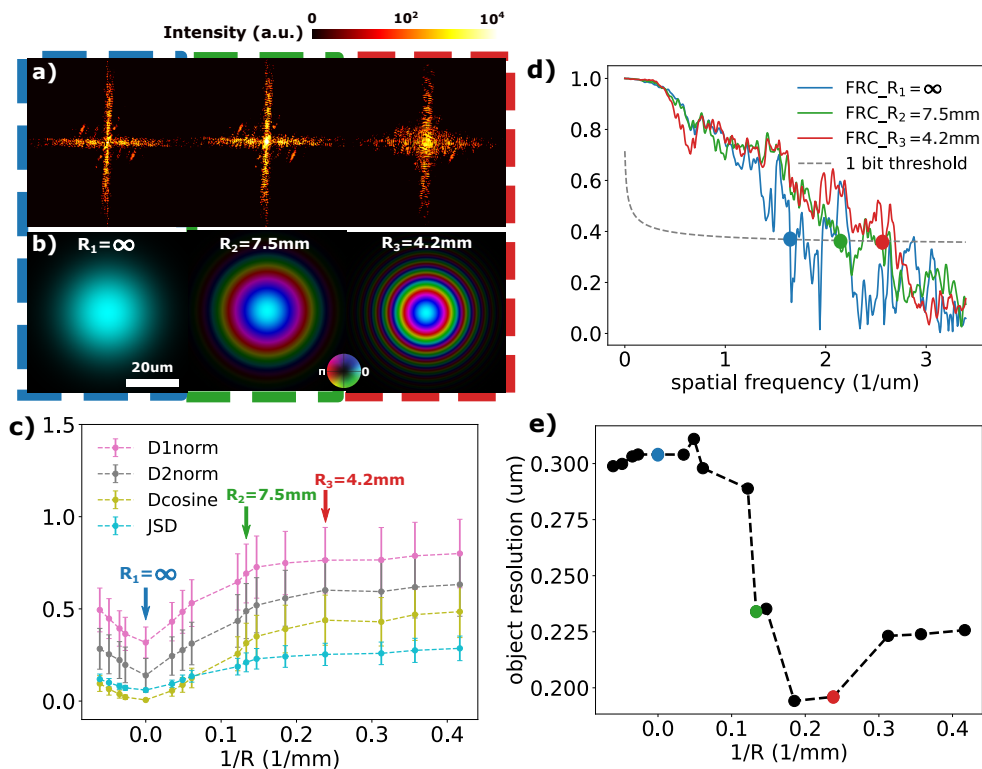 Intensity (a.u.) 0 10² 10⁴
a)
b) R₁=∞ R₂=7.5mm R₃=4.2mm
20um
π 0
c)
1.5
1.0
0.5
0.0
D1norm
D2norm
Dcosine
JSD
R₁=∞
R₂=7.5mm
R₃=4.2mm
0.0 0.1 0.2 0.3 0.4
1/R (1/mm)
d)
1.0
0.8
0.6
0.4
0.2
0.0
FRC_R₁=∞
FRC_R₂=7.5mm
FRC_R₃=4.2mm
1 bit threshold
0 1 2 3
spatial frequency (1/um)
e)
object resolution (um)
0.300
0.275
0.250
0.225
0.200
0.0 0.1 0.2 0.3 0.4
1/R (1/mm)